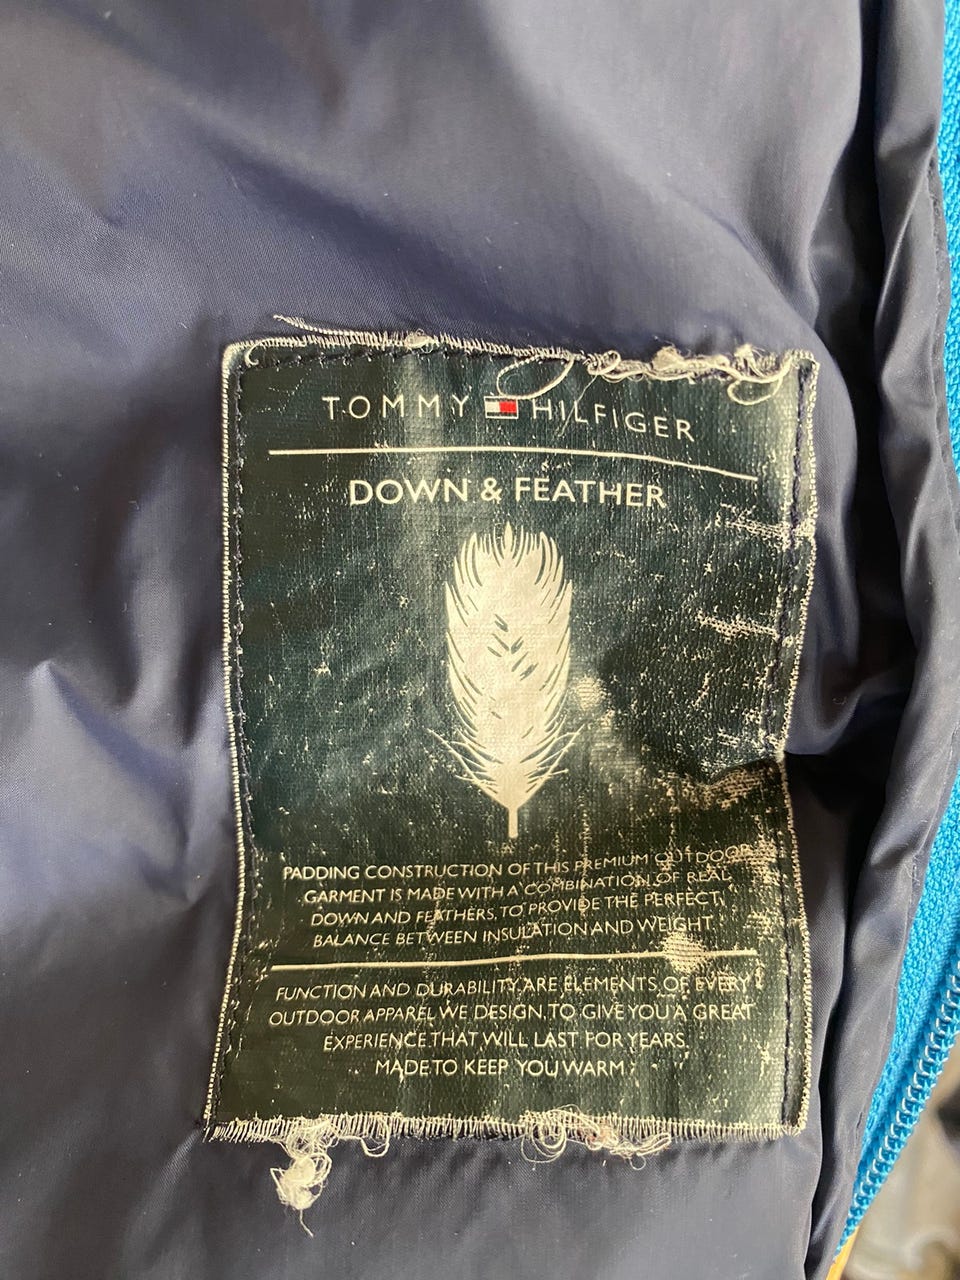 TOMMY HILFIGER
DOWN & FEATHER
PADDING CONSTRUCTION OF THIS PREMIUM OUTDOOR
GARMENT IS MADE WITH A COMBINATION OF REAL
DOWN AND FEATHERS, TO PROVIDE THE PERFECT
BALANCE BETWEEN INSULATION AND WEIGHT.
FUNCTION AND DURABILITY ARE ELEMENTS OF EVERY
OUTDOOR APPAREL WE DESIGN. TO GIVE YOU A GREAT
EXPERIENCE THAT WILL LAST FOR YEARS.
MADE TO KEEP YOU WARM.